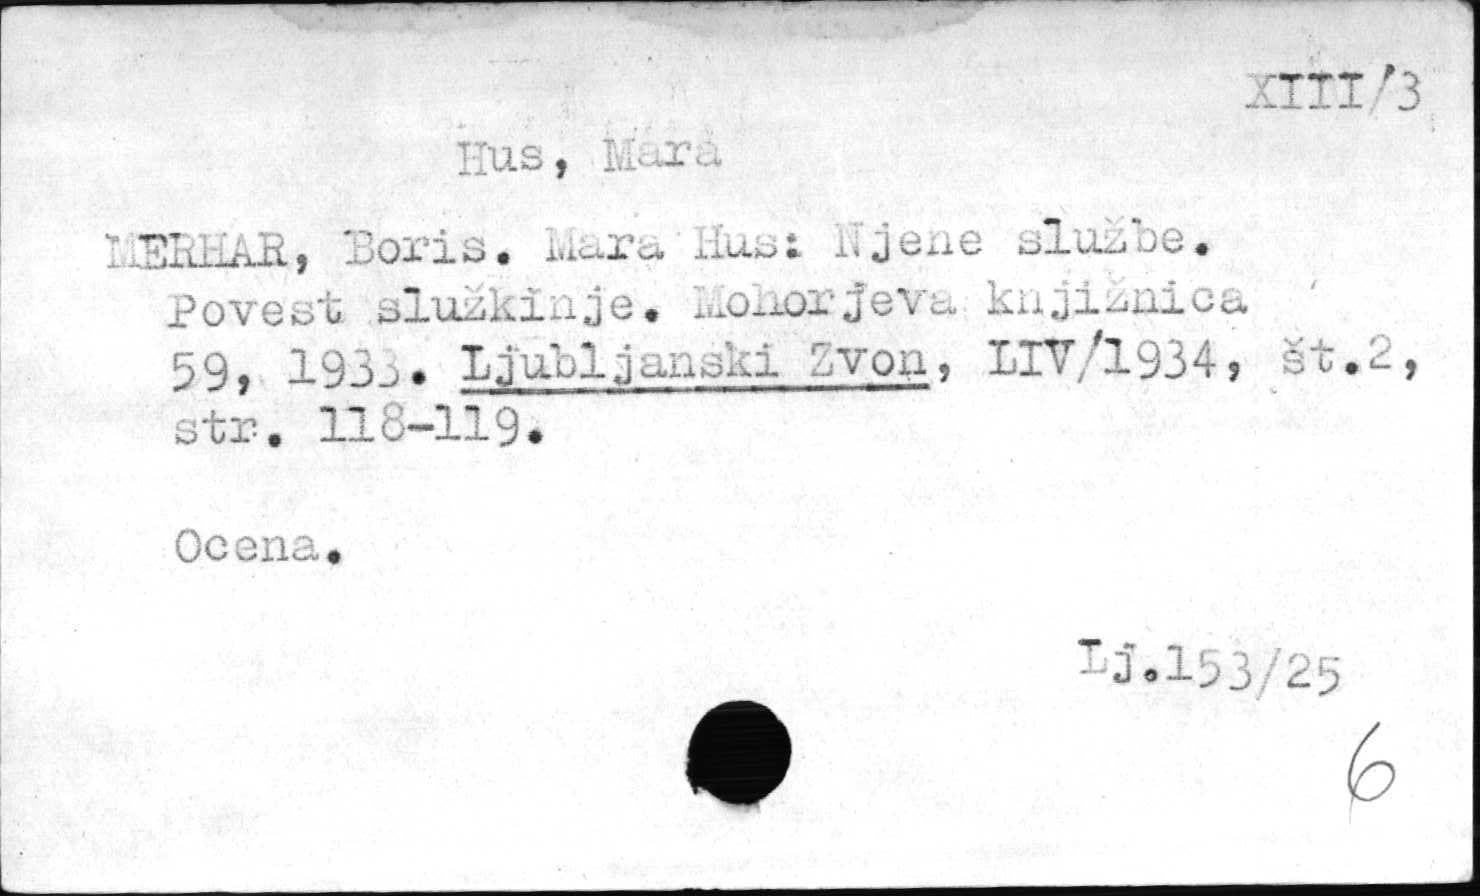 XIII/3
Hus, Mara
MERHAR, Boris. Mara Hus: Njene službe.
Povest služkinje. Mohorjeva knjižnica
59, 1933. Ljubljanski Zvon, LIV/1934, št.2,
str. 118-119.
Ocena.
Lj.153/25
6